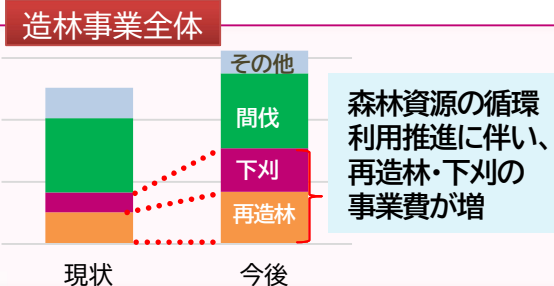 造林事業全体
その他
間伐
下刈
再造林
現状
今後
森林資源の循環
利用推進に伴い、
再造林・下刈の
事業費が増